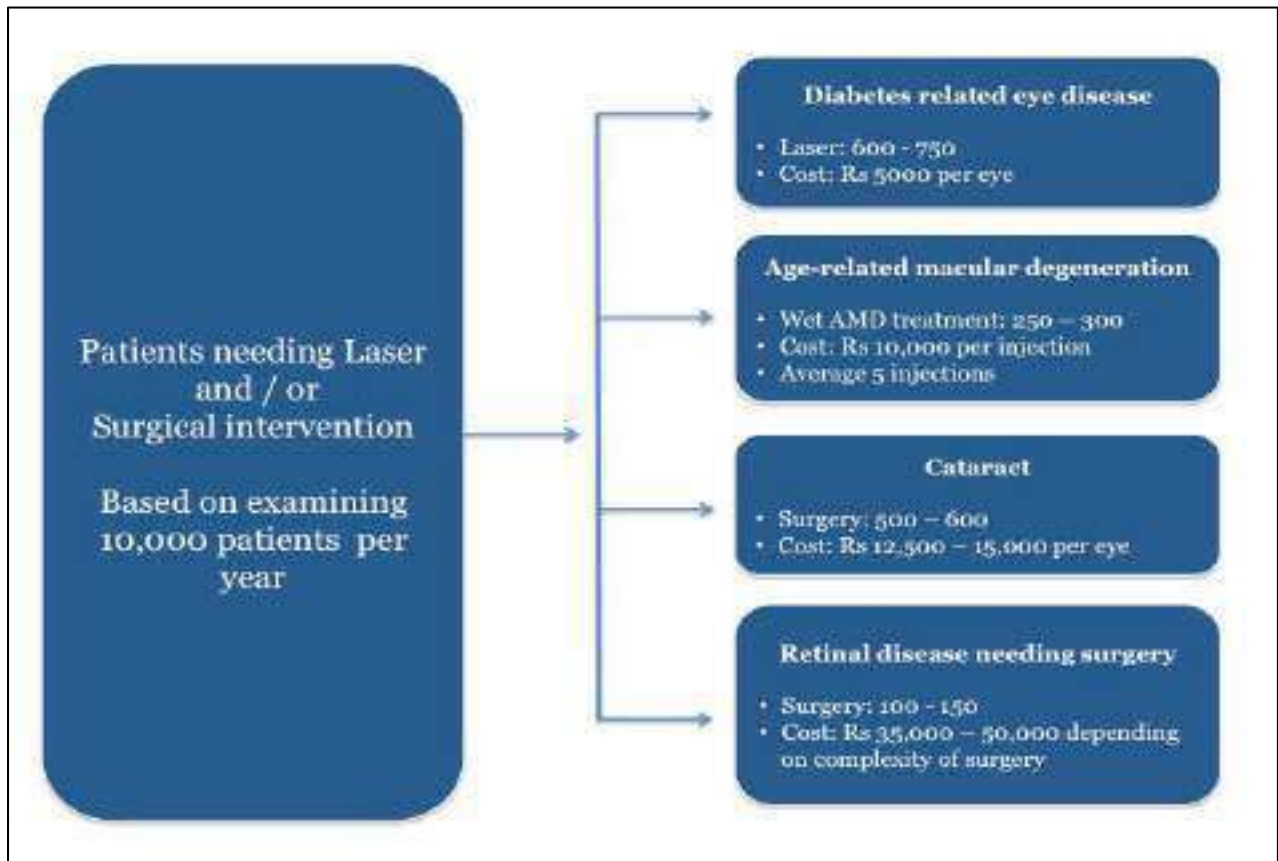 Patients needing Laser
and / or
Surgical intervention
Based on examining
10,000 patients per
year
Diabetes related eye disease
• Laser: 600 - 750
• Cost: Rs 5000 per eye
Age-related macular degeneration
• Wet AMD treatment: 250 – 300
• Cost: Rs 10,000 per injection
• Average 5 injections
Cataract
• Surgery: 500 – 600
• Cost: Rs 12,500 – 15,000 per eye
Retinal disease needing surgery
• Surgery: 100 - 150
• Cost: Rs 35,000 – 50,000 depending
on complexity of surgery